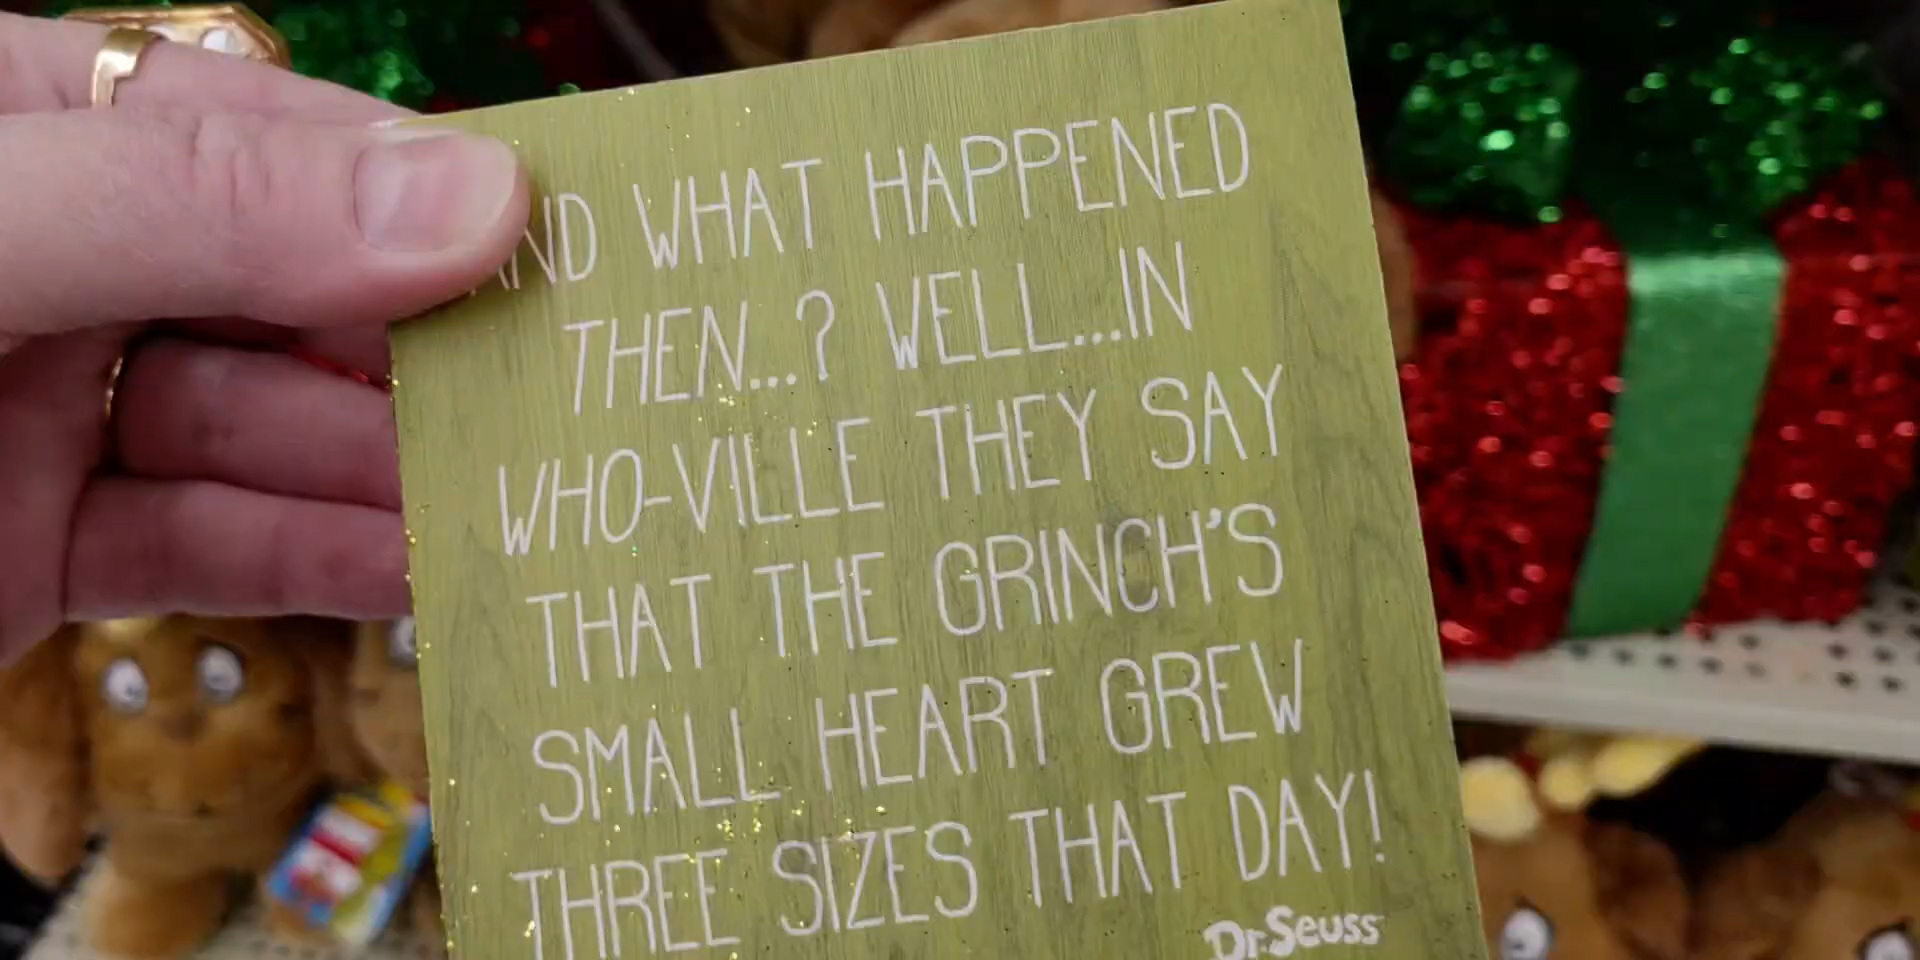 AND WHAT HAPPENED
THEN...? WELL...IN
WHO-VILLE THEY SAY
THAT THE GRINCH'S
SMALL HEART GREW
THREE SIZES THAT DAY!
Dr. Seuss